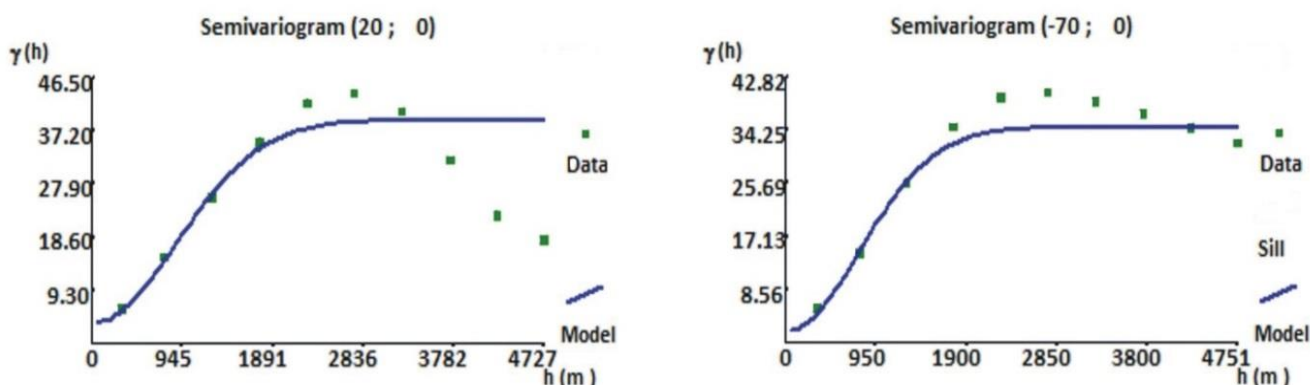 Semivariogram (20 ; 0)
γ(h)
46.50
37.20
27.90
18.60
9.30
0
945
1891
2836
3782
4727
h (m)
Data
Model
Semivariogram (-70 ; 0)
γ(h)
42.82
34.25
25.69
17.13
8.56
0
950
1900
2850
3800
4751
h (m)
Data
Sill
Model